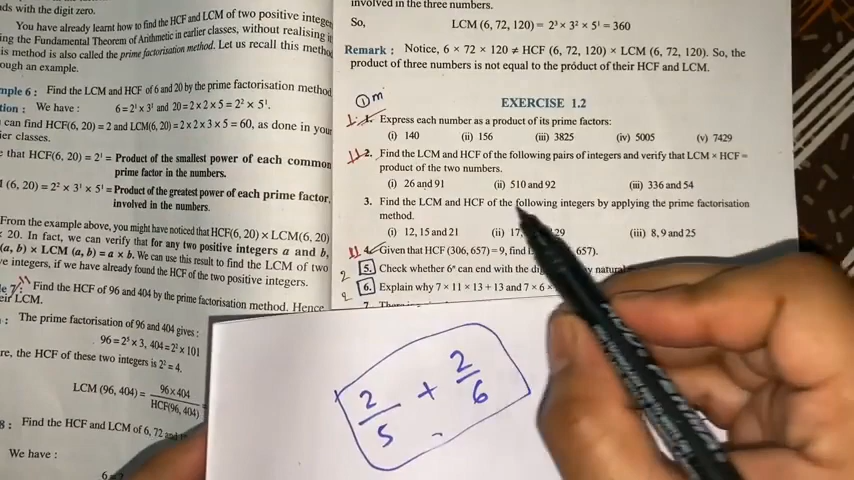 ds with the digit zero.
You have already learnt how to find the HCF and LCM of two positive integer
ing the Fundamental Theorem of Arithmetic in earlier classes, without realising it
is method is also called the prime factorisation method. Let us recall this metho
ough an example.
mple 6 : Find the LCM and HCF of 6 and 20 by the prime factorisation method
tion : We have : 6 = 2¹ × 3¹ and 20 = 2 × 2 × 5 = 2² × 5¹.
can find HCF(6, 20) = 2 and LCM(6, 20) = 2 × 2 × 3 × 5 = 60, as done in your
ier classes.
e that HCF(6, 20) = 2¹ = Product of the smallest power of each common
prime factor in the numbers.
(6, 20) = 2² × 3¹ × 5¹ = Product of the greatest power of each prime factor,
involved in the numbers.
From the example above, you might have noticed that HCF(6, 20) × LCM(6, 20)
× 20. In fact, we can verify that for any two positive integers a and b,
(a, b) × LCM (a, b) = a × b. We can use this result to find the LCM of two
ve integers, if we have already found the HCF of the two positive integers.
le 7 : Find the HCF of 96 and 404 by the prime factorisation method. Hence
eir LCM.
: The prime factorisation of 96 and 404 gives :
96 = 2⁵ × 3, 404 = 2² × 101
re, the HCF of these two integers is 2² = 4.
LCM (96, 404) = 96 × 404 / HCF(96, 404) =
8 : Find the HCF and LCM of 6, 72 and
We have :
involved in the three numbers.
So, LCM (6, 72, 120) = 2³ × 3² × 5¹ = 360
Remark : Notice, 6 × 72 × 120 ≠ HCF (6, 72, 120) × LCM (6, 72, 120). So, the
product of three numbers is not equal to the product of their HCF and LCM.
1 m
EXERCISE 1.2
1. Express each number as a product of its prime factors:
(i) 140 (ii) 156 (iii) 3825 (iv) 5005 (v) 7429
2. Find the LCM and HCF of the following pairs of integers and verify that LCM × HCF =
product of the two numbers.
(i) 26 and 91 (ii) 510 and 92 (iii) 336 and 54
3. Find the LCM and HCF of the following integers by applying the prime factorisation
method.
(i) 12, 15 and 21 (ii) 17, 29 (iii) 8, 9 and 25
4. Given that HCF (306, 657) = 9, find 657).
2 5. Check whether 6ⁿ can end with the dig y natural
2 6. Explain why 7 × 11 × 13 + 13 and 7 × 6 ×
7. There
2/5 + 2/6